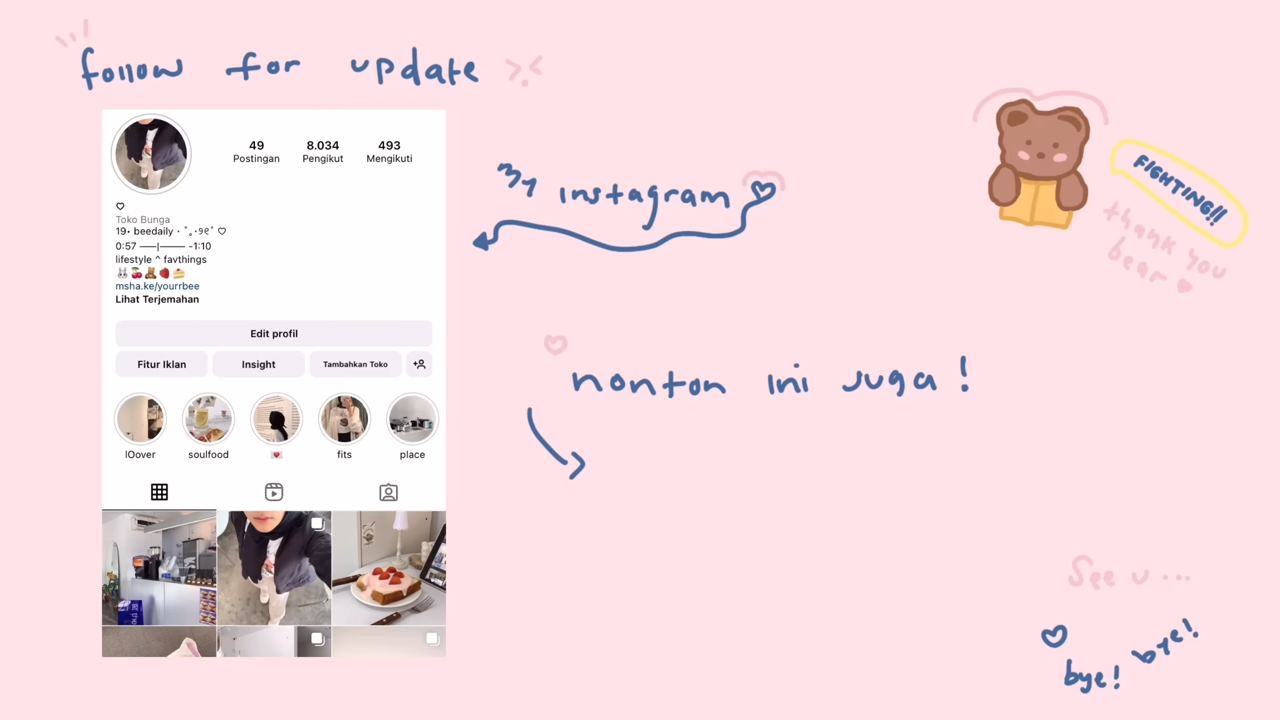 follow for update
49 8.034 493
Postingan Pengikut Mengikuti
Toko Bunga
19• beedaily · ˚｡·୨୧˚ ♡
0:57 ──|──── -1:10
lifestyle ^ favthings
🐰🍒🧸🍓🍰
msha.ke/yourrbee
Lihat Terjemahan
Edit profil
Fitur Iklan Insight Tambahkan Toko
lOover soulfood 💌 fits place
my instagram
nonton ini juga !
FIGHTING!!
thank you
bear
See u ...
bye! bye!